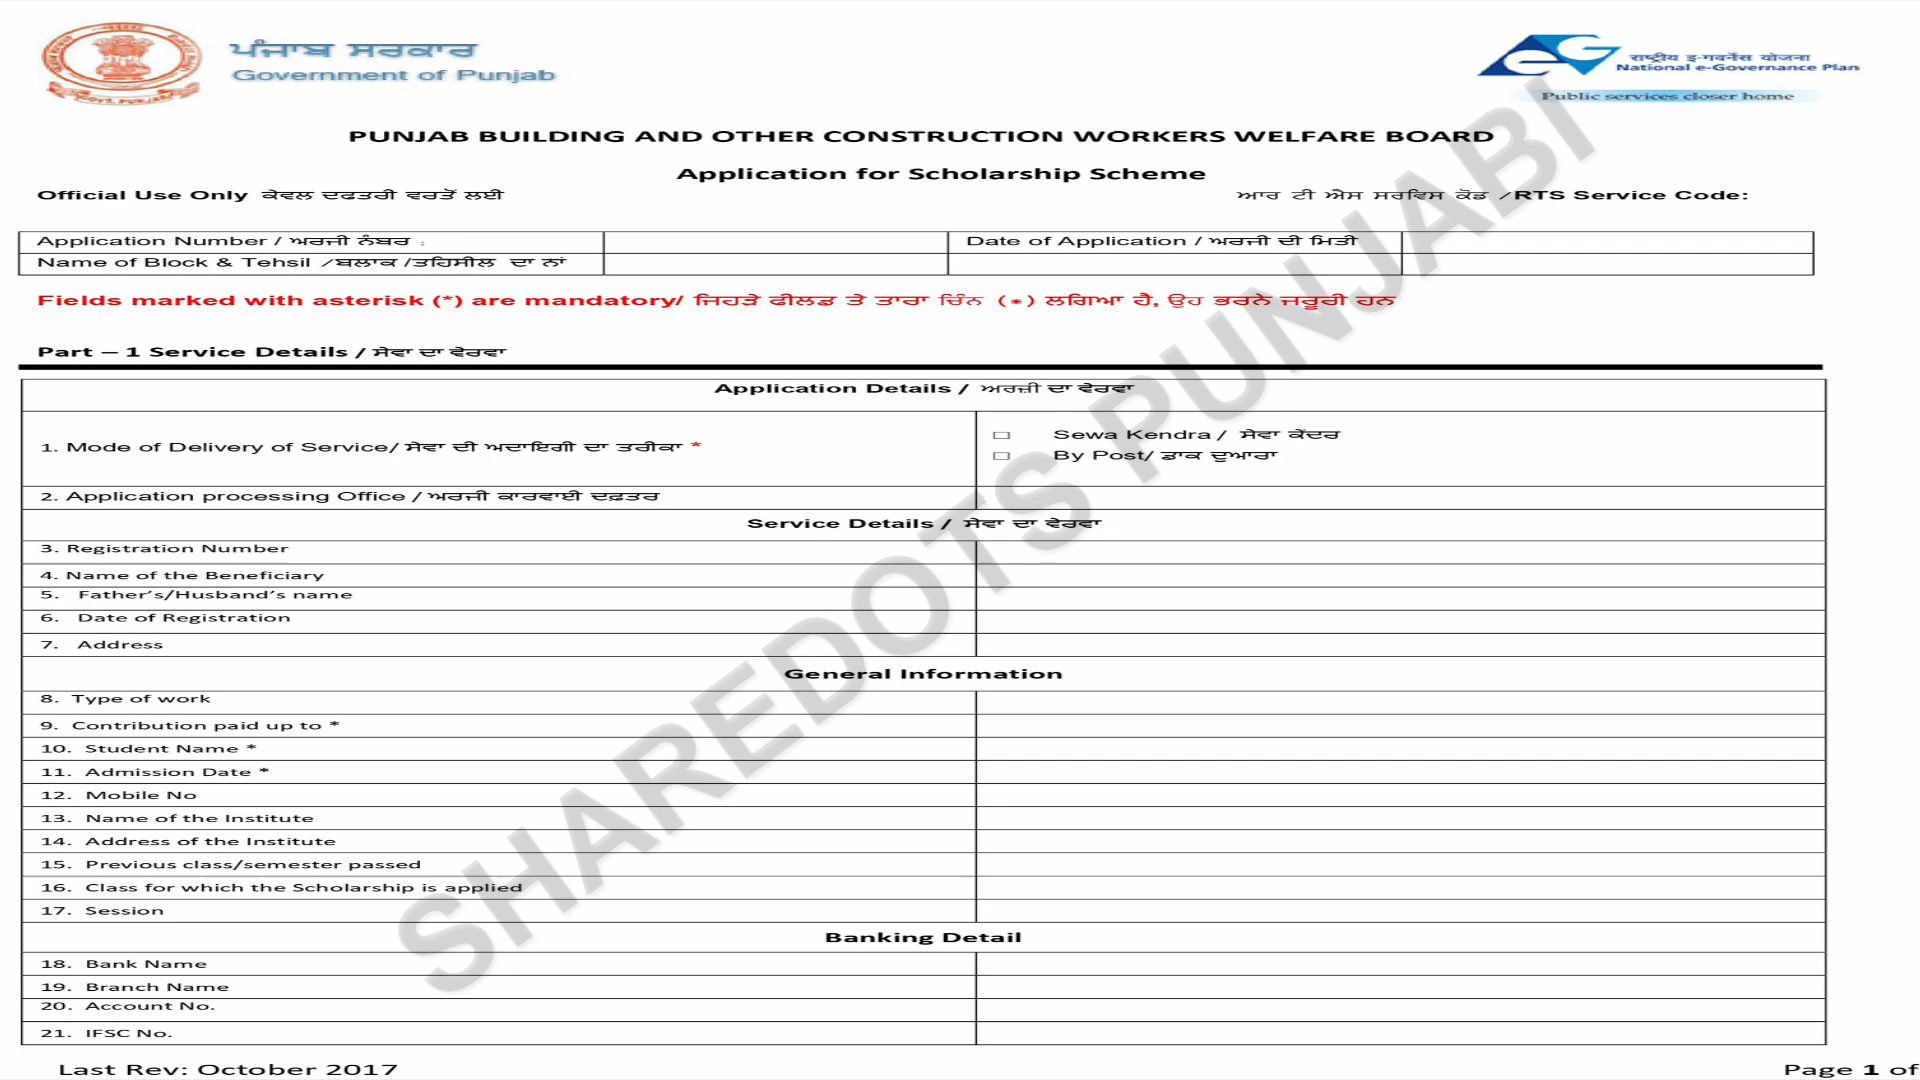 ਪੰਜਾਬ ਸਰਕਾਰ
Government of Punjab
GOVT. PUNJAB
राष्ट्रीय इ-गवर्नेंस योजना
National e-Governance Plan
Public services closer home
PUNJAB BUILDING AND OTHER CONSTRUCTION WORKERS WELFARE BOARD
Application for Scholarship Scheme
Official Use Only ਕੇਵਲ ਦਫਤਰੀ ਵਰਤੋਂ ਲਈ
ਆਰ ਟੀ ਐਸ ਸਰਵਿਸ ਕੋਡ /RTS Service Code:
Application Number / ਅਰਜੀ ਨੰਬਰ :
Date of Application / ਅਰਜੀ ਦੀ ਮਿਤੀ
Name of Block & Tehsil /ਬਲਾਕ /ਤਹਿਸੀਲ ਦਾ ਨਾਂ
Fields marked with asterisk (*) are mandatory/ ਜਿਹੜੇ ਫੀਲਡ ਤੇ ਤਾਰਾ ਚਿੰਨ (*) ਲਗਿਆ ਹੈ, ਉਹ ਭਰਨੇ ਜਰੂਰੀ ਹਨ
Part – 1 Service Details / ਸੇਵਾ ਦਾ ਵੇਰਵਾ
Application Details / ਅਰਜ਼ੀ ਦਾ ਵੇਰਵਾ
1. Mode of Delivery of Service/ ਸੇਵਾ ਦੀ ਅਦਾਇਗੀ ਦਾ ਤਰੀਕਾ *
☐ Sewa Kendra / ਸੇਵਾ ਕੇਂਦਰ
☐ By Post/ ਡਾਕ ਦੁਆਰਾ
2. Application processing Office / ਅਰਜੀ ਕਾਰਵਾਈ ਦਫ਼ਤਰ
Service Details / ਸੇਵਾ ਦਾ ਵੇਰਵਾ
3. Registration Number
4. Name of the Beneficiary
5. Father’s/Husband’s name
6. Date of Registration
7. Address
General Information
8. Type of work
9. Contribution paid up to *
10. Student Name *
11. Admission Date *
12. Mobile No
13. Name of the Institute
14. Address of the Institute
15. Previous class/semester passed
16. Class for which the Scholarship is applied
17. Session
Banking Detail
18. Bank Name
19. Branch Name
20. Account No.
21. IFSC No.
Last Rev: October 2017
Page 1 of
SHAREDOTS PUNJABI